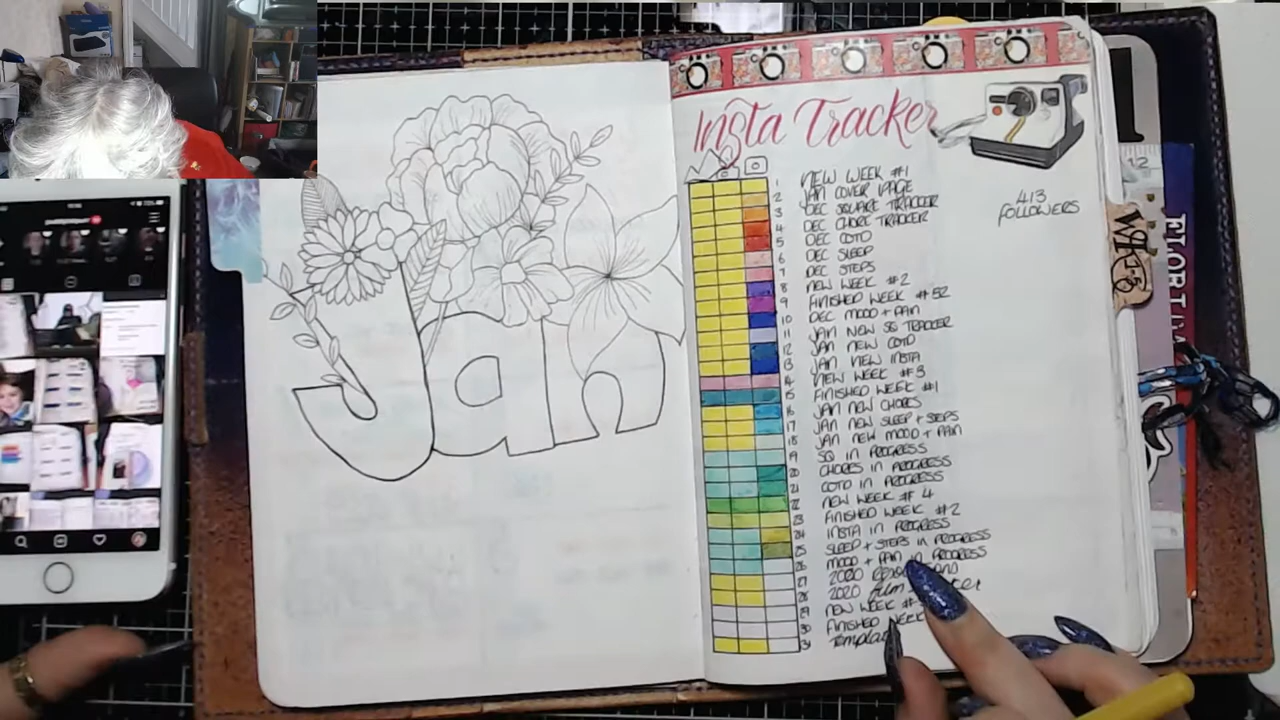 Jan
Insta Tracker
413
FOLLOWERS
1 NEW WEEK #1
2 JAN COVER PAGE
3 DEC SQUARE TRACKER
4 DEC CHORE TRACKER
5 DEC COTD
6 DEC SLEEP
7 DEC STEPS
8 NEW WEEK #2
9 FINISHED WEEK #52
10 DEC MOOD + PAIN
11 JAN NEW SQ TRACKER
12 JAN NEW COTD
13 JAN NEW INSTA
14 NEW WEEK #3
15 FINISHED WEEK #1
16 JAN NEW CHORES
17 JAN NEW SLEEP + STEPS
18 JAN NEW MOOD + PAIN
19 SQ IN PROGRESS
20 CHORES IN PROGRESS
21 COTD IN PROGRESS
22 NEW WEEK #4
23 FINISHED WEEK #2
24 INSTA IN PROGRESS
25 SLEEP + STEPS IN PROGRESS
26 MOOD + PAIN IN PROGRESS
27 2020
28 2020 film
29 NEW WEEK #
30 FINISHED WEEK
31
12